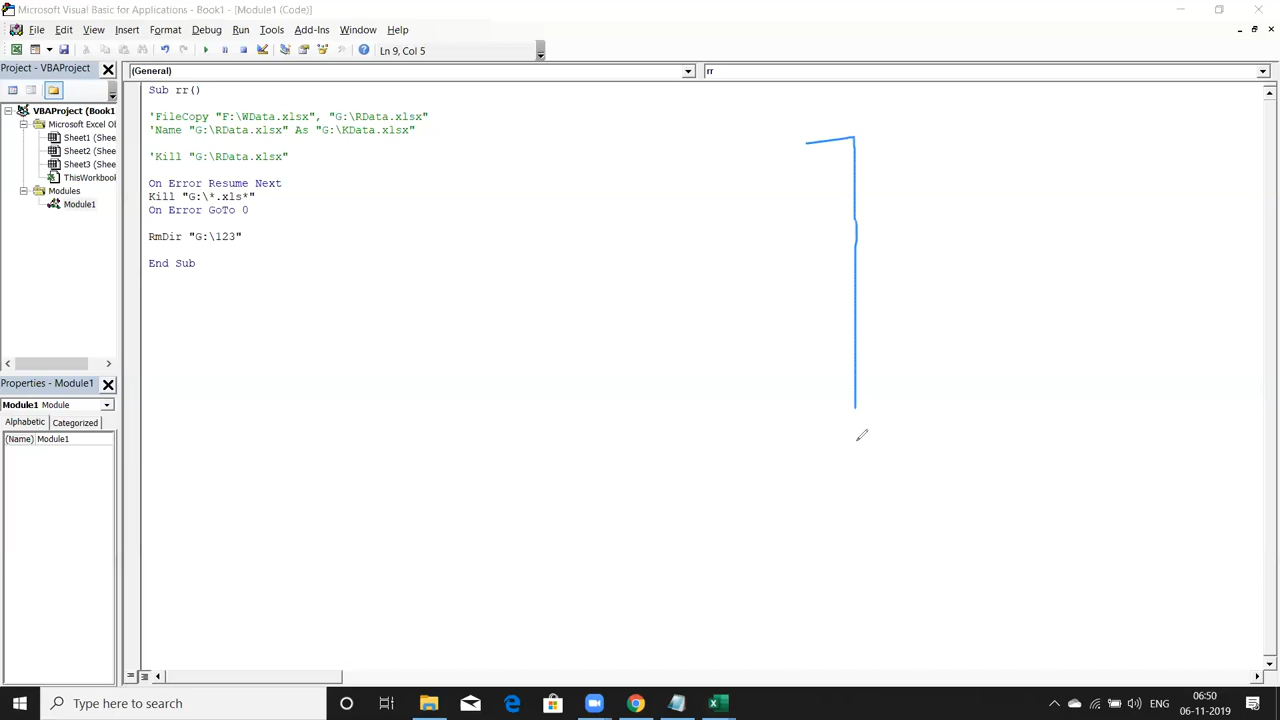 Microsoft Visual Basic for Applications - Book1 - [Module1 (Code)]
File Edit View Insert Format Debug Run Tools Add-Ins Window Help
Ln 9, Col 5
Project - VBAProject
(General)
rr
VBAProject (Book1
Microsoft Excel Ob
Sheet1 (Shee
Sheet2 (Shee
Sheet3 (Shee
ThisWorkbook
Modules
Module1
Sub rr()
'FileCopy "F:\WData.xlsx", "G:\RData.xlsx"
'Name "G:\RData.xlsx" As "G:\KData.xlsx"
'Kill "G:\RData.xlsx"
On Error Resume Next
Kill "G:\*.xls*"
On Error GoTo 0
RmDir "G:\123"
End Sub
Properties - Module1
Module1 Module
Alphabetic Categorized
(Name) Module1
Type here to search
ENG
06:50
06-11-2019